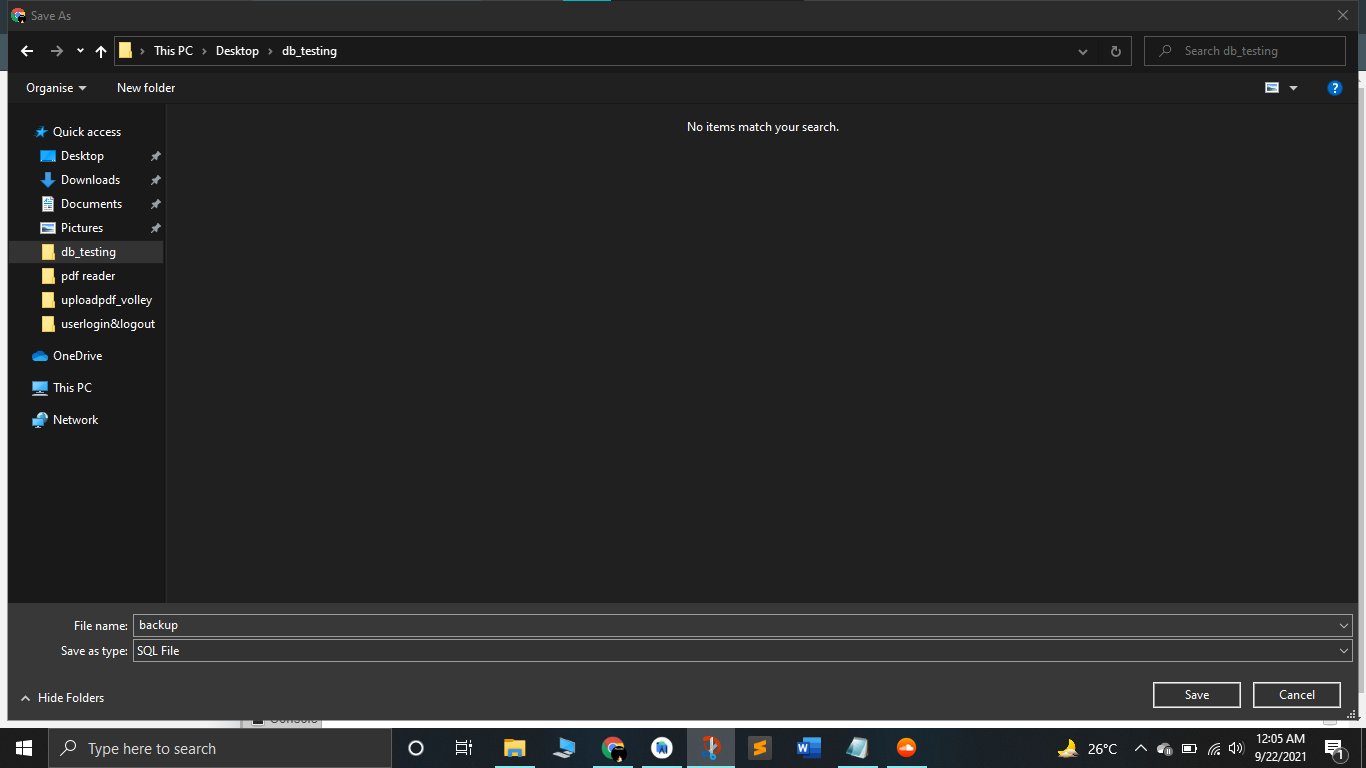 Save As
This PC Desktop db_testing
Search db_testing
Organise New folder
?
No items match your search.
Quick access
Desktop
Downloads
Documents
Pictures
db_testing
pdf reader
uploadpdf_volley
userlogin&logout
OneDrive
This PC
Network
File name: backup
Save as type: SQL File
Hide Folders
Save Cancel
Console
Type here to search
W
26°C
12:05 AM
9/22/2021
1